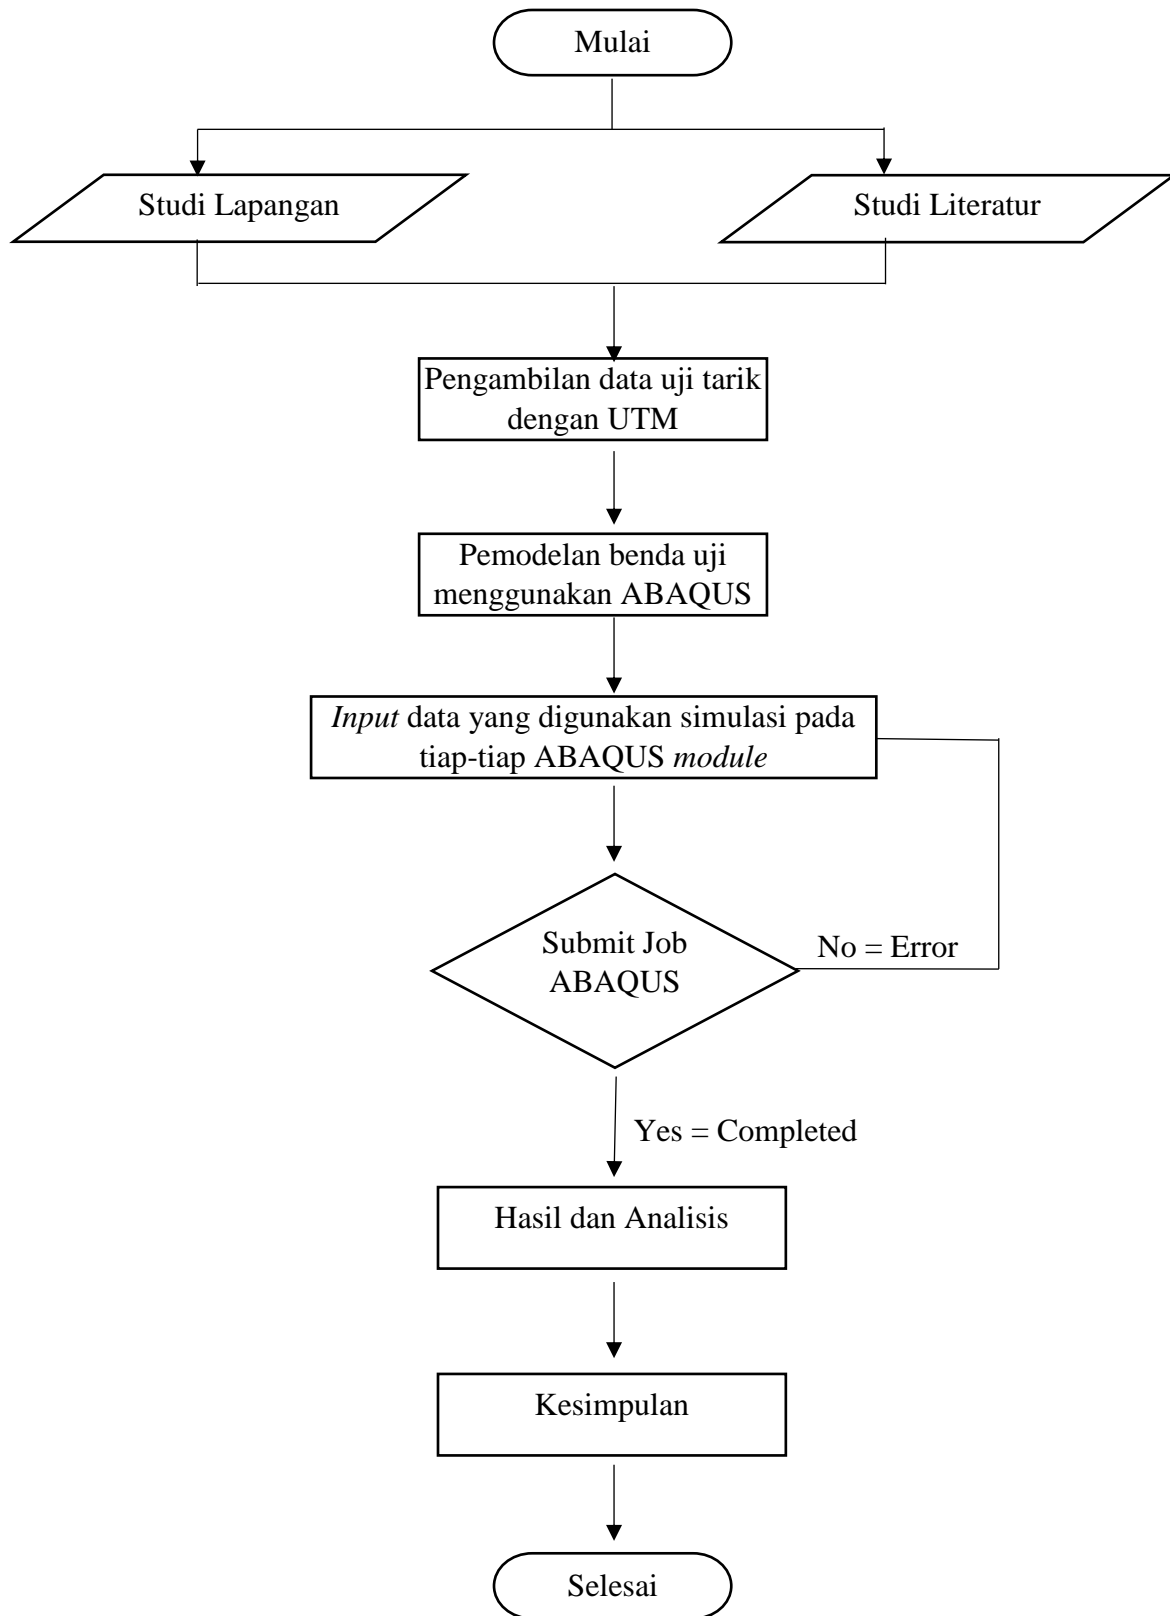 Mulai
Studi Lapangan
Studi Literatur
Pengambilan data uji tarik
dengan UTM
Pemodelan benda uji
menggunakan ABAQUS
Input data yang digunakan simulasi pada
tiap-tiap ABAQUS module
Submit Job
ABAQUS
No = Error
Yes = Completed
Hasil dan Analisis
Kesimpulan
Selesai